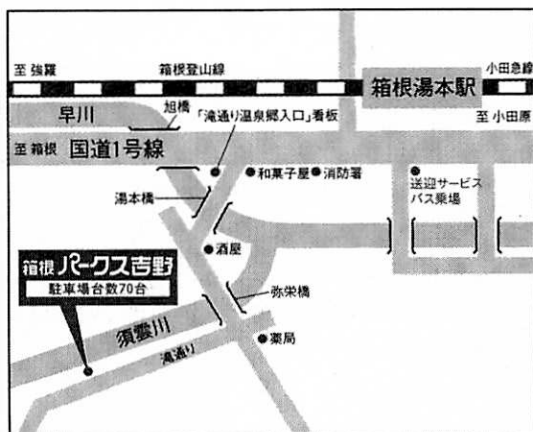 至 強羅
箱根登山線
小田急線
箱根湯本駅
早川
旭橋
「滝通り温泉郷入口」看板
至 小田原
至 箱根
国道1号線
和菓子屋
消防署
送迎サービス
バス乗場
湯本橋
酒屋
箱根 パークス吉野
駐車場台数70台
弥栄橋
須雲川
滝通り
薬局